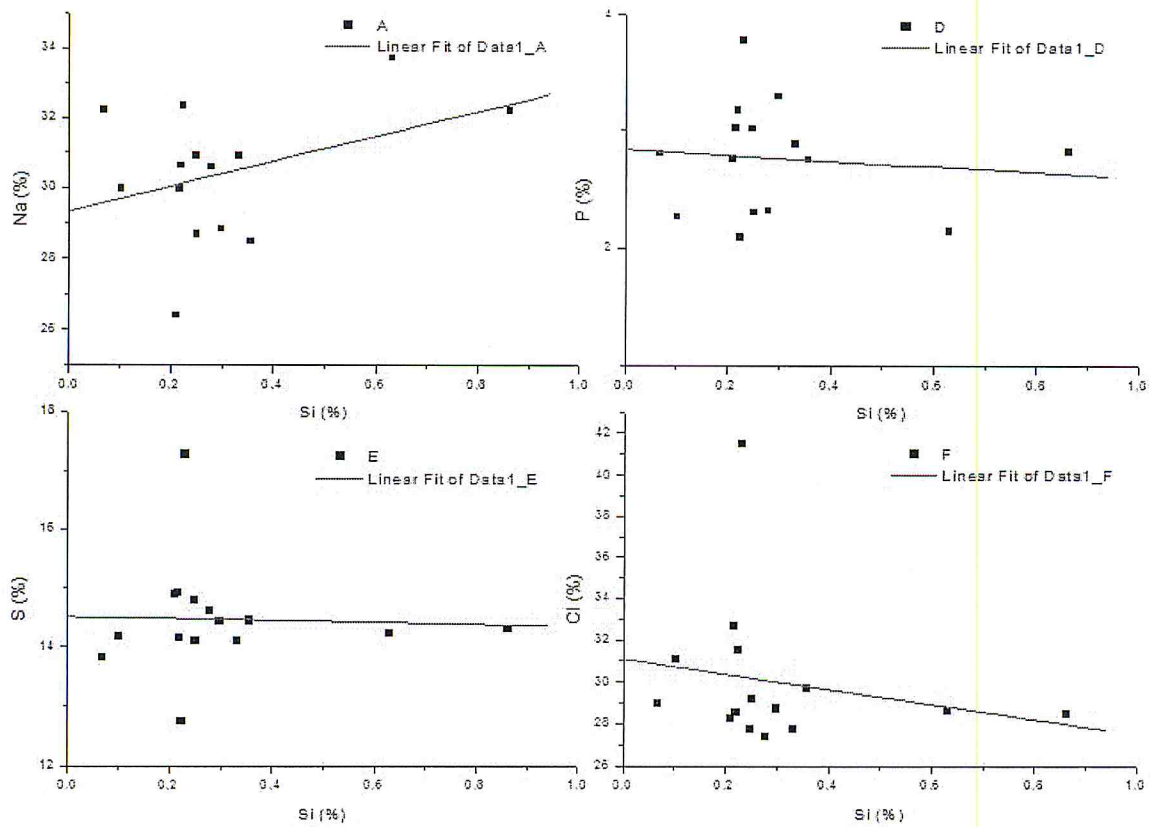 A
Linear Fit of Data1_A
34
32
30
28
26
Na (%)
0.0 0.2 0.4 0.6 0.8 1.0
Si (%)
D
Linear Fit of Data1_D
4
2
P (%)
0.0 0.2 0.4 0.6 0.8 1.0
Si (%)
E
Linear Fit of Data1_E
18
16
14
12
S (%)
0.0 0.2 0.4 0.6 0.8 1.0
Si (%)
F
Linear Fit of Data1_F
42
40
38
36
34
32
30
28
26
Cl (%)
0.0 0.2 0.4 0.6 0.8 1.0
Si (%)